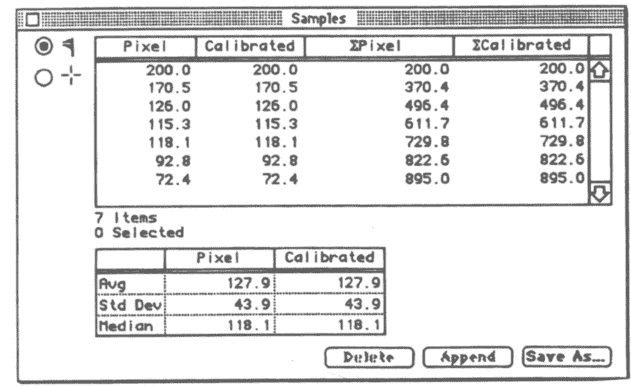 Samples
Pixel Calibrated ΣPixel ΣCalibrated
200.0 200.0 200.0 200.0
170.5 170.5 370.4 370.4
126.0 126.0 496.4 496.4
115.3 115.3 611.7 611.7
118.1 118.1 729.8 729.8
92.8 92.8 822.6 822.6
72.4 72.4 895.0 895.0
7 Items
0 Selected
Pixel Calibrated
Avg 127.9 127.9
Std Dev 43.9 43.9
Median 118.1 118.1
Delete Append Save As...